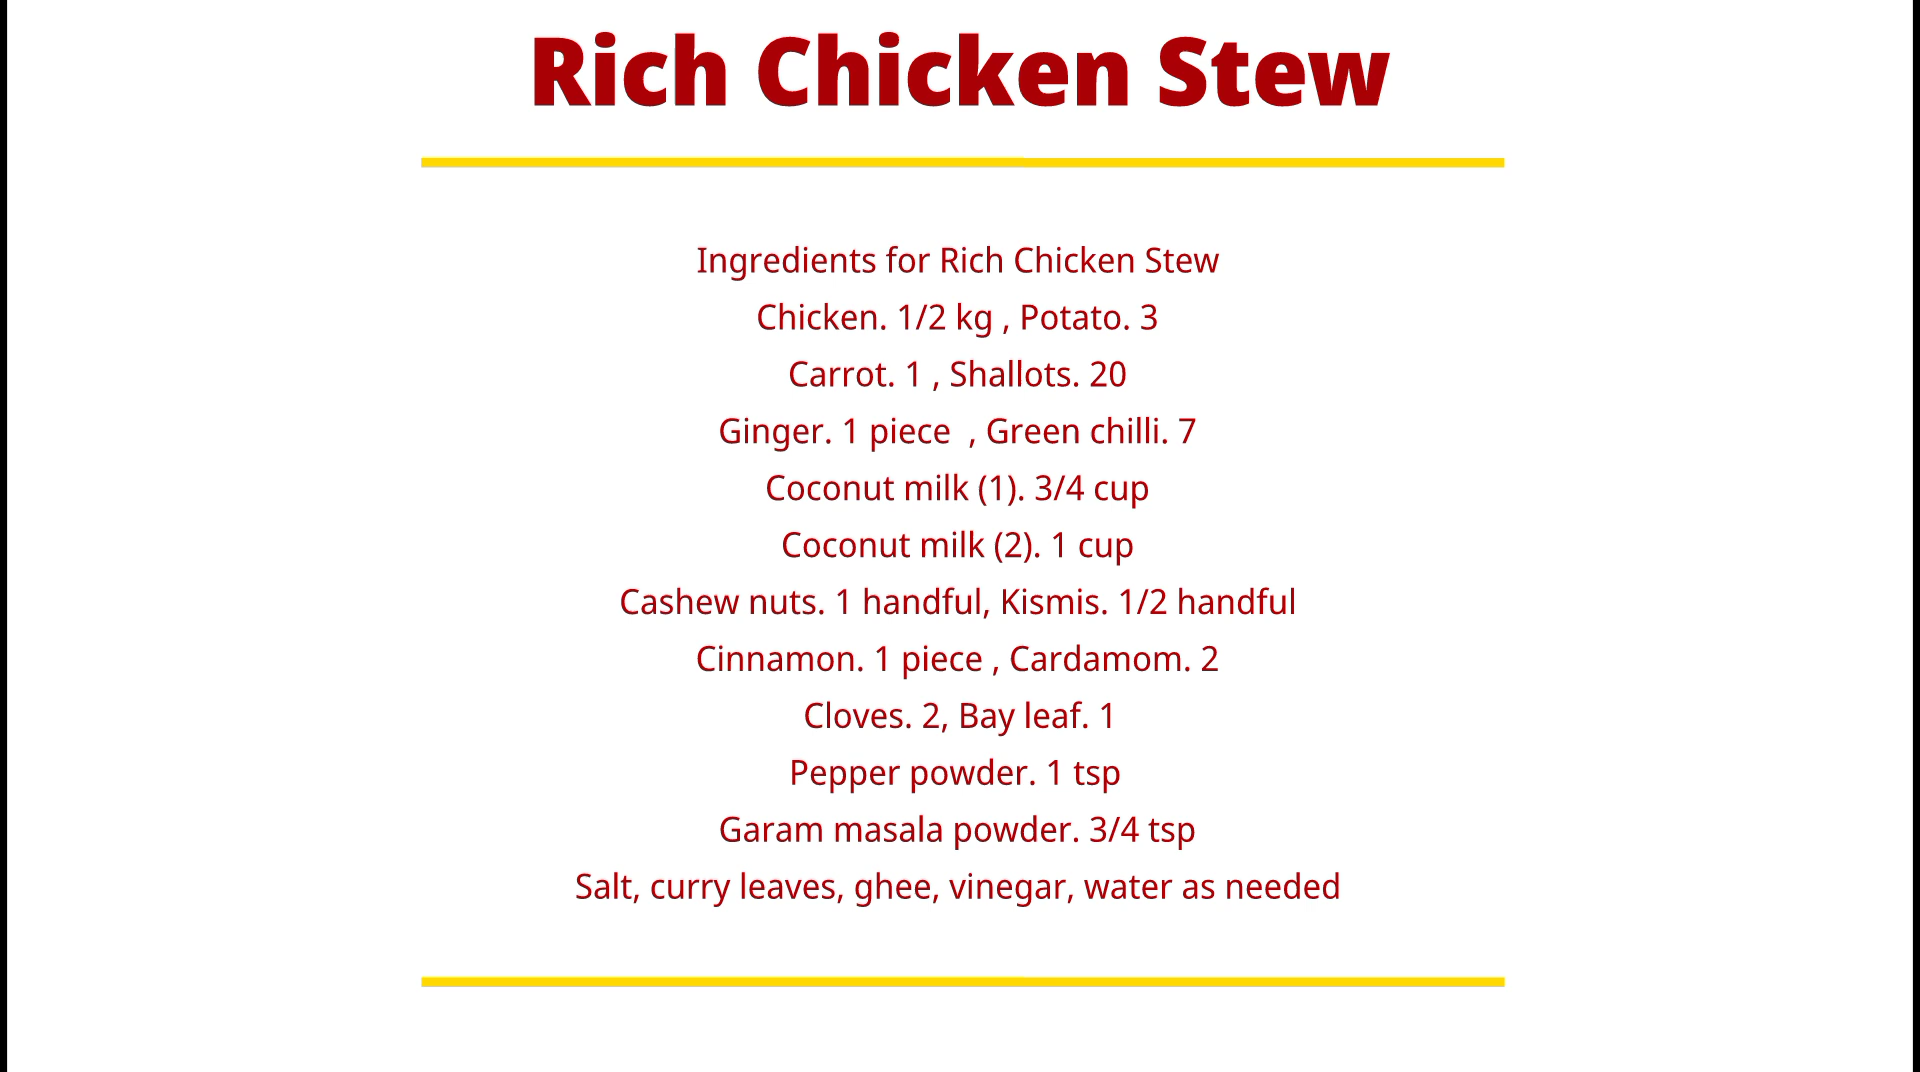 Rich Chicken Stew
Ingredients for Rich Chicken Stew
Chicken. 1/2 kg , Potato. 3
Carrot. 1 , Shallots. 20
Ginger. 1 piece  , Green chilli. 7
Coconut milk (1). 3/4 cup
Coconut milk (2). 1 cup
Cashew nuts. 1 handful, Kismis. 1/2 handful
Cinnamon. 1 piece , Cardamom. 2
Cloves. 2, Bay leaf. 1
Pepper powder. 1 tsp
Garam masala powder. 3/4 tsp
Salt, curry leaves, ghee, vinegar, water as needed